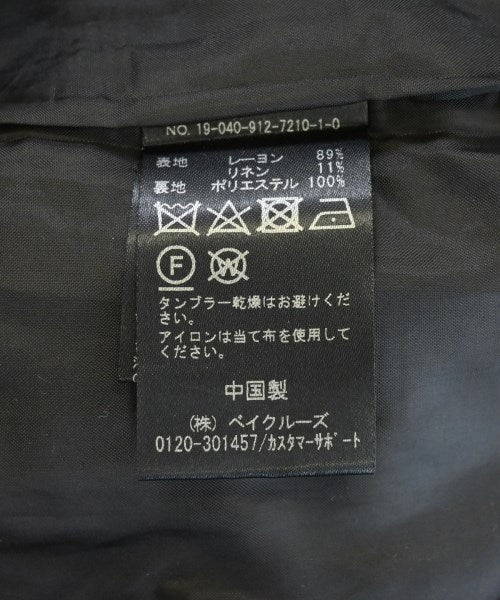 NO. 19-040-912-7210-1-0
表地 レーヨン 89%
リネン 11%
裏地 ポリエステル 100%
F W
タンブラー乾燥はお避けくだ
さい。
アイロンは当て布を使用して
ください。
中国製
(株) ベイクルーズ
0120-301457/カスタマーサポート